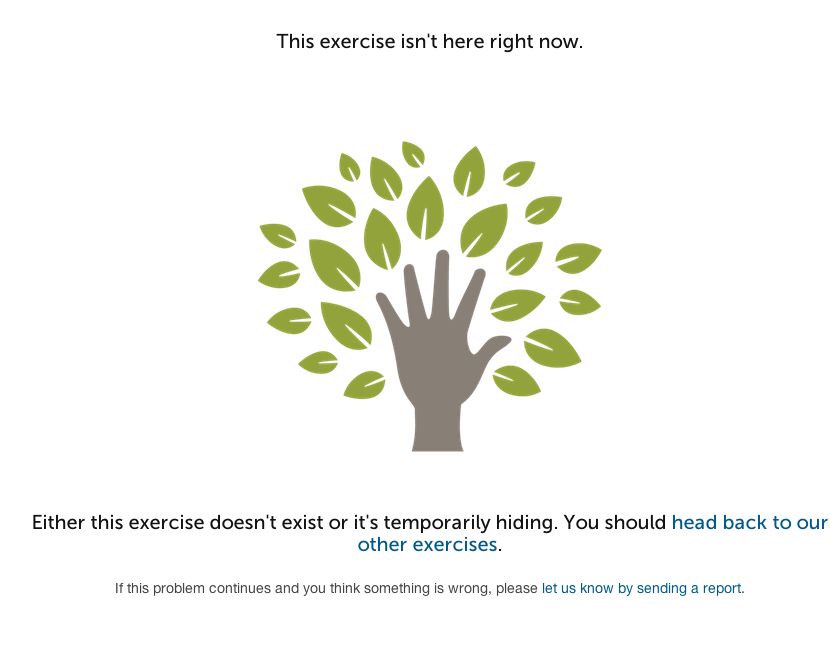 This exercise isn't here right now.
Either this exercise doesn't exist or it's temporarily hiding. You should head back to our
other exercises.
If this problem continues and you think something is wrong, please let us know by sending a report.